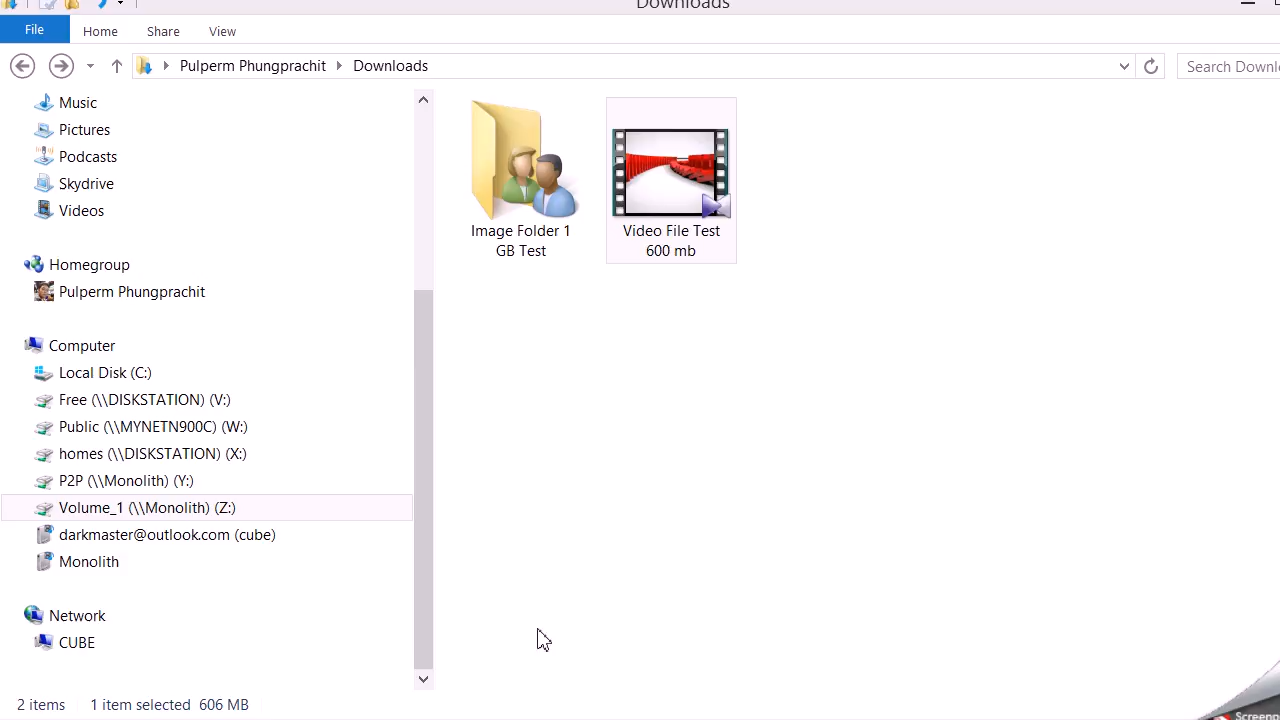 Downloads
File
Home
Share
View
Pulperm Phungprachit
Downloads
Search Downl
Music
Pictures
Podcasts
Skydrive
Videos
Homegroup
Pulperm Phungprachit
Computer
Local Disk (C:)
Free (\\DISKSTATION) (V:)
Public (\\MYNETN900C) (W:)
homes (\\DISKSTATION) (X:)
P2P (\\Monolith) (Y:)
Volume_1 (\\Monolith) (Z:)
darkmaster@outlook.com (cube)
Monolith
Network
CUBE
Image Folder 1
GB Test
Video File Test
600 mb
2 items
1 item selected 606 MB